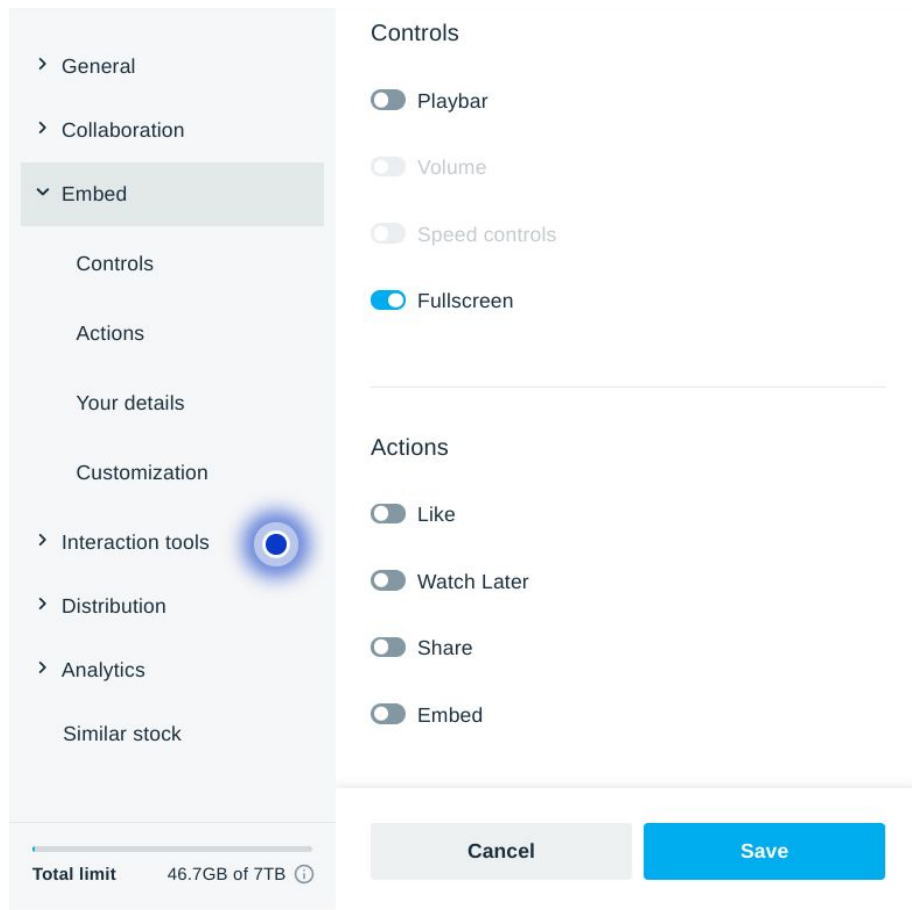 General
Collaboration
Embed
Controls
Actions
Your details
Customization
Interaction tools
Distribution
Analytics
Similar stock
Total limit 46.7GB of 7TB
Controls
Playbar
Volume
Speed controls
Fullscreen
Actions
Like
Watch Later
Share
Embed
Cancel Save